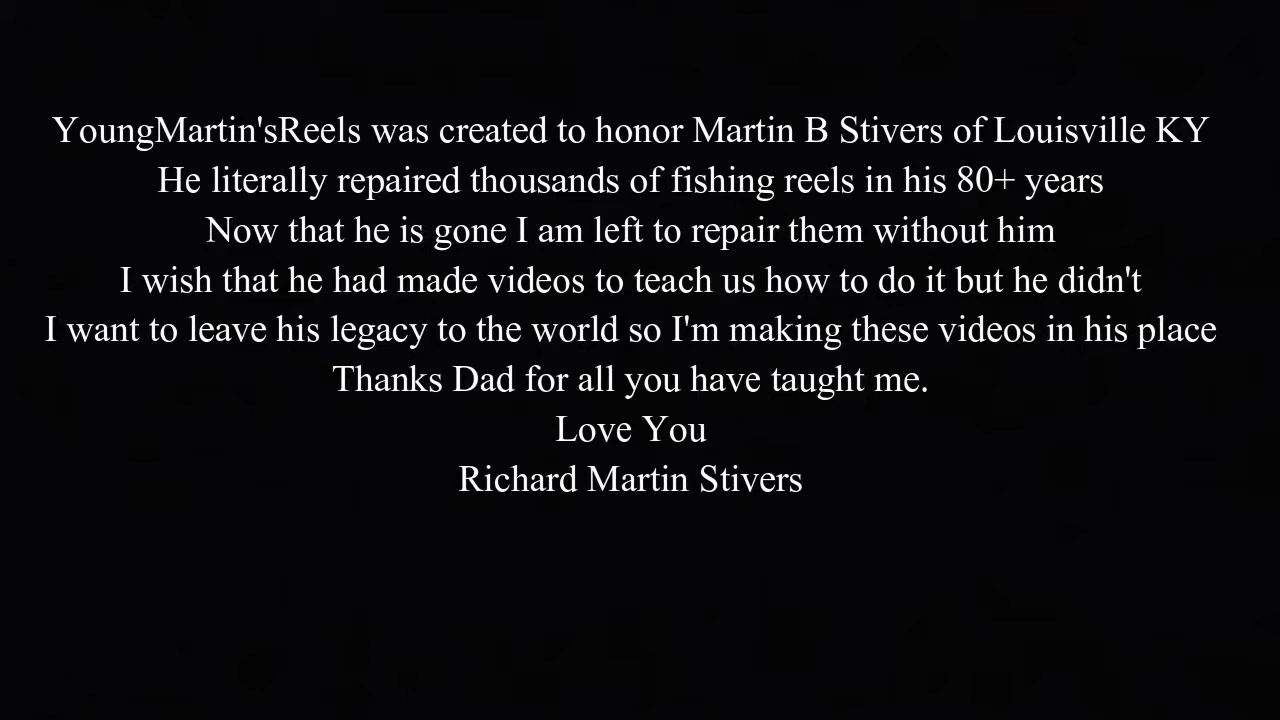 YoungMartin'sReels was created to honor Martin B Stivers of Louisville KY
He literally repaired thousands of fishing reels in his 80+ years
Now that he is gone I am left to repair them without him
I wish that he had made videos to teach us how to do it but he didn't
I want to leave his legacy to the world so I'm making these videos in his place
Thanks Dad for all you have taught me.
Love You
Richard Martin Stivers